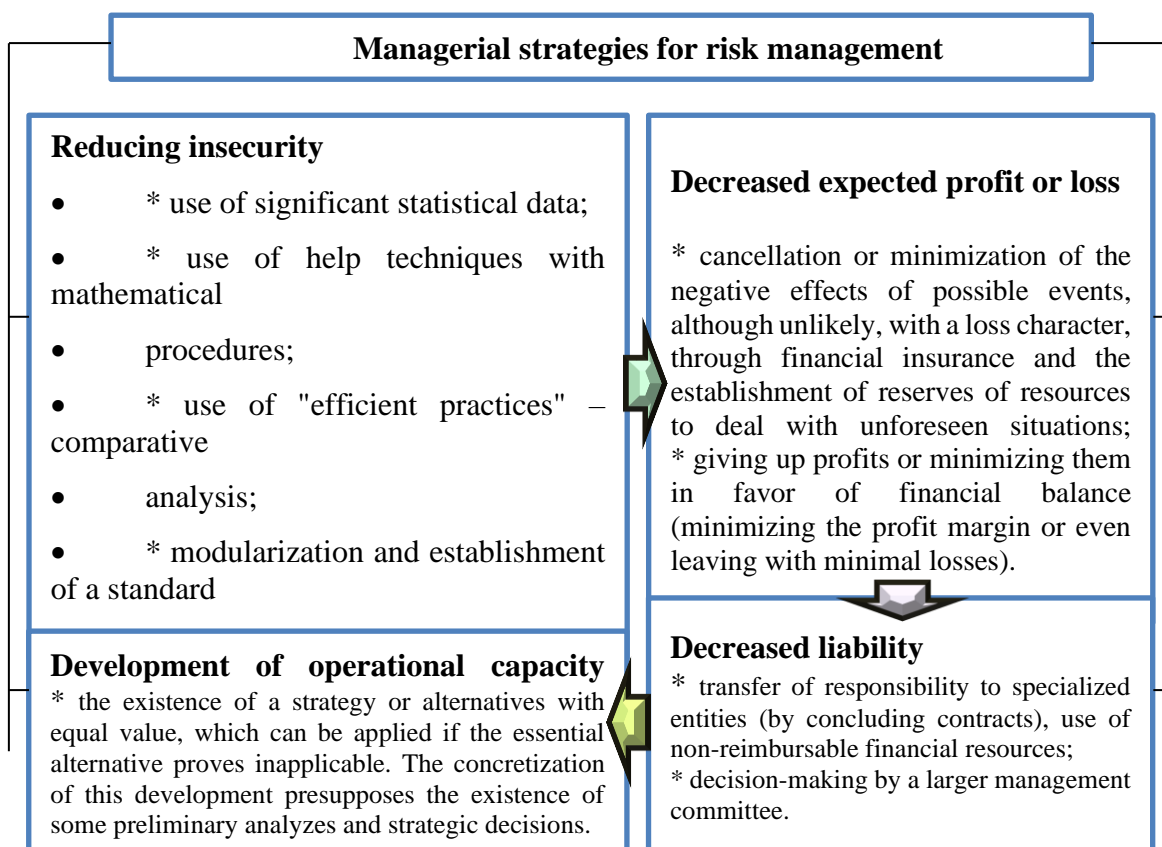 Managerial strategies for risk management
Reducing insecurity
• * use of significant statistical data;
• * use of help techniques with
mathematical
• procedures;
• * use of "efficient practices" –
comparative
• analysis;
• * modularization and establishment
of a standard
Decreased expected profit or loss
* cancellation or minimization of the
negative effects of possible events,
although unlikely, with a loss character,
through financial insurance and the
establishment of reserves of resources
to deal with unforeseen situations;
* giving up profits or minimizing them
in favor of financial balance
(minimizing the profit margin or even
leaving with minimal losses).
Decreased liability
* transfer of responsibility to specialized
entities (by concluding contracts), use of
non-reimbursable financial resources;
* decision-making by a larger management
committee.
Development of operational capacity
* the existence of a strategy or alternatives with
equal value, which can be applied if the essential
alternative proves inapplicable. The concretization
of this development presupposes the existence of
some preliminary analyzes and strategic decisions.